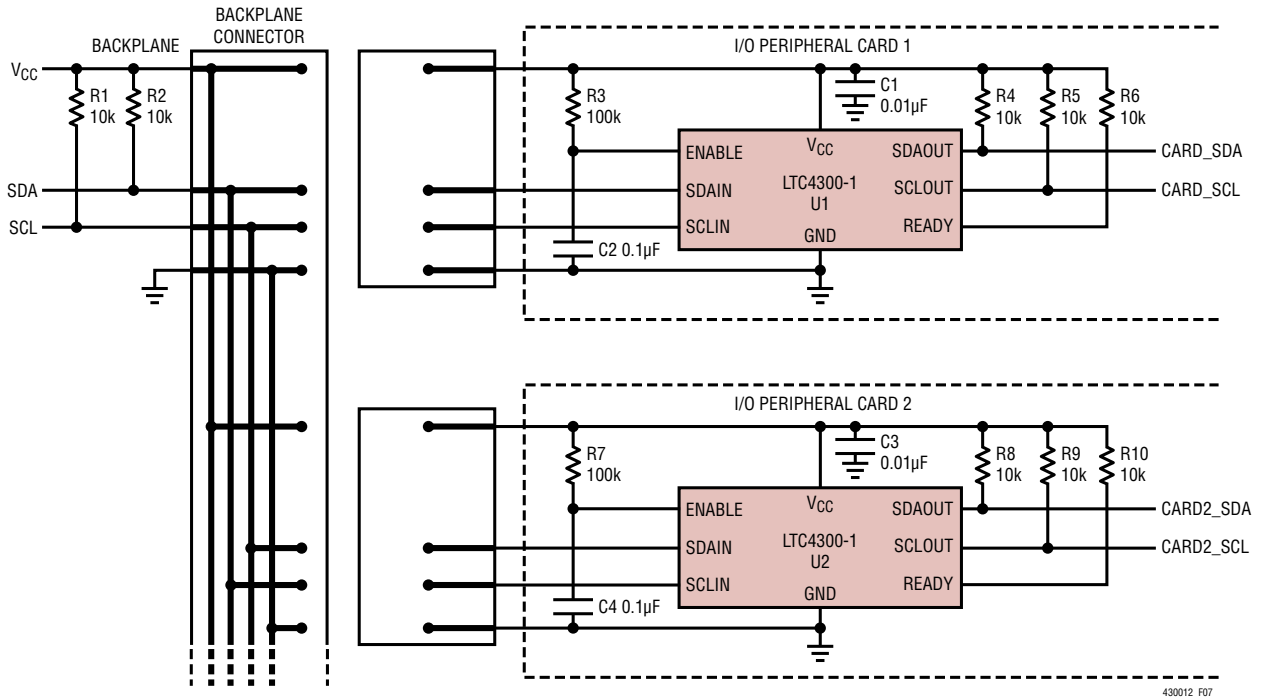 BACKPLANE
CONNECTOR
BACKPLANE
VCC
R1
10k
R2
10k
SDA
SCL
I/O PERIPHERAL CARD 1
R3
100k
C1
0.01µF
R4
10k
R5
10k
R6
10k
ENABLE
VCC
SDAOUT
CARD_SDA
SDAIN
LTC4300-1
U1
SCLOUT
CARD_SCL
SCLIN
GND
READY
C2 0.1µF
I/O PERIPHERAL CARD 2
R7
100k
C3
0.01µF
R8
10k
R9
10k
R10
10k
ENABLE
VCC
SDAOUT
CARD2_SDA
SDAIN
LTC4300-1
U2
SCLOUT
CARD2_SCL
SCLIN
GND
READY
C4 0.1µF
430012 F07